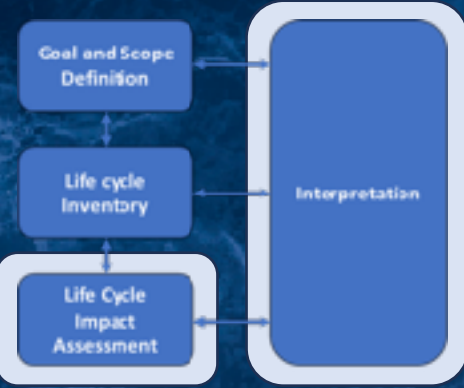 Goal and Scope
Definition
Life cycle
Inventory
Interpretation
Life Cycle
Impact
Assessment